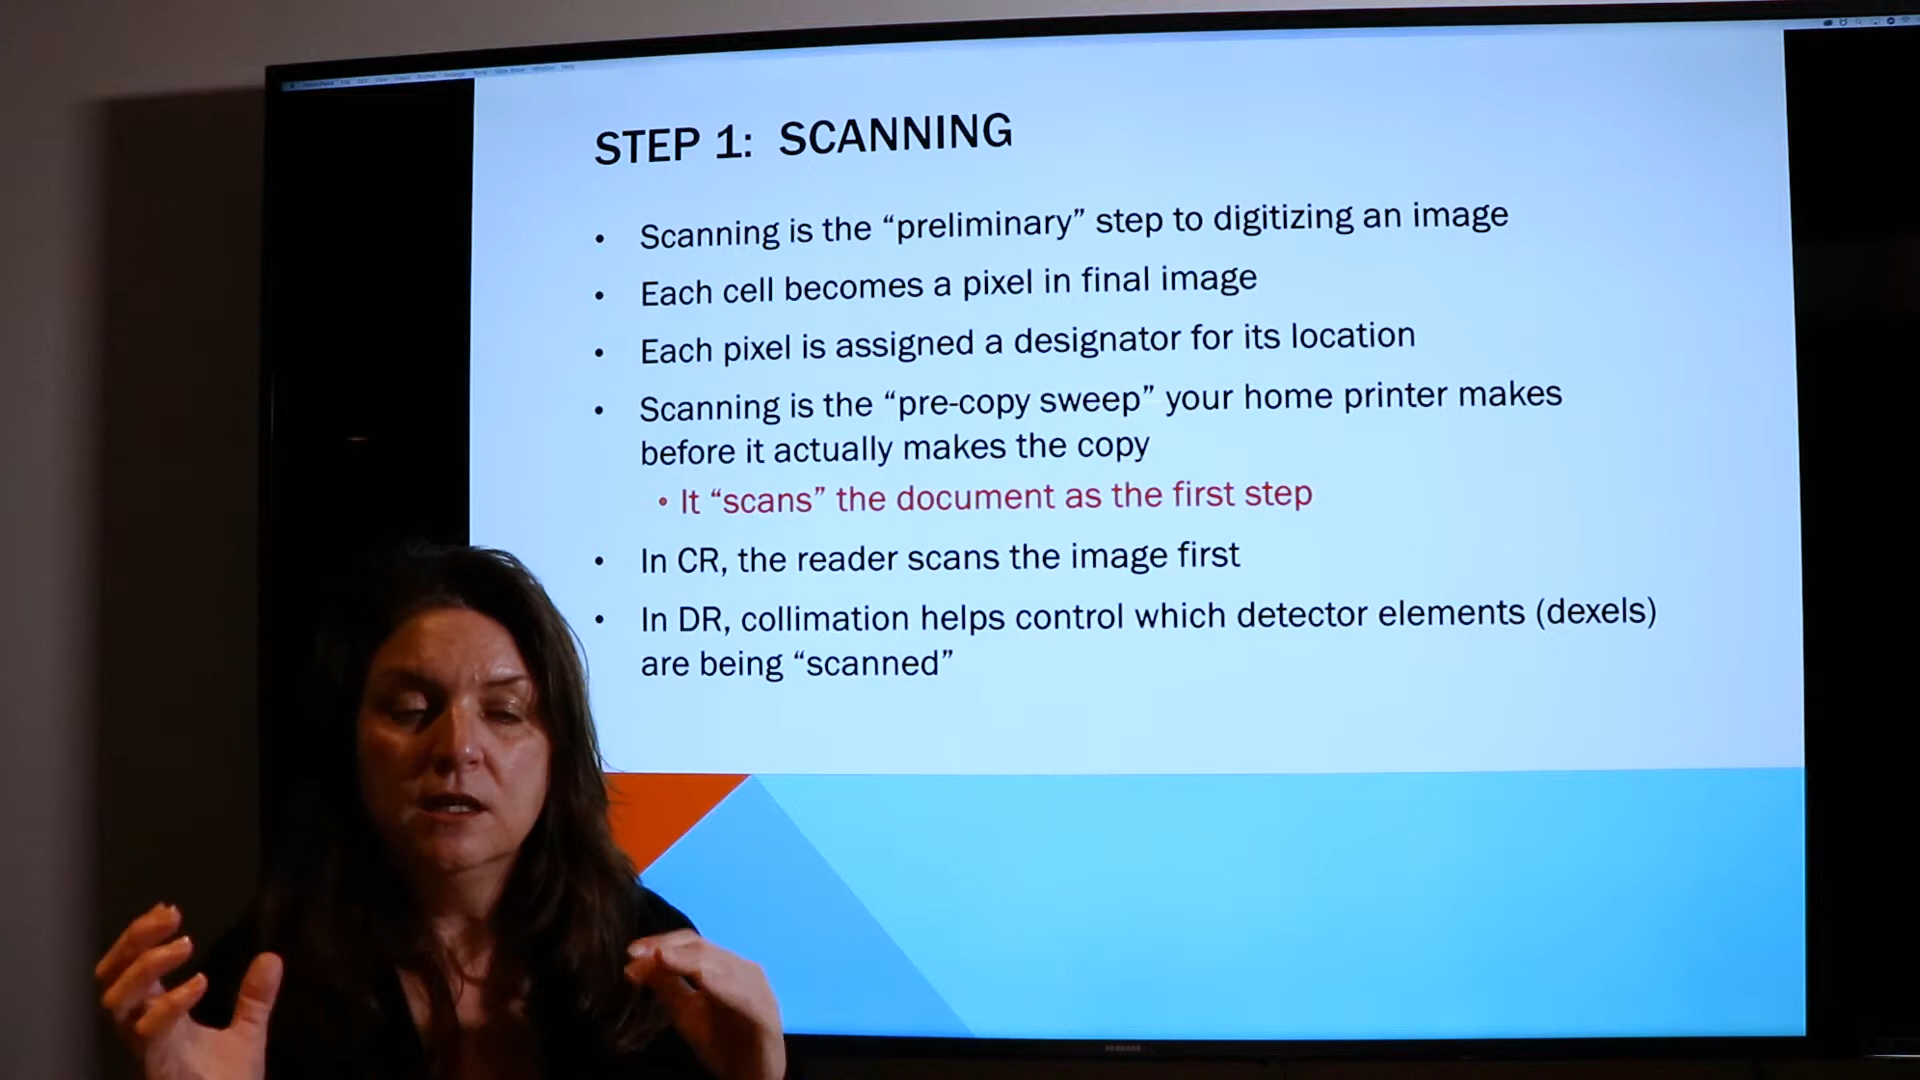 STEP 1: SCANNING
• Scanning is the “preliminary” step to digitizing an image
• Each cell becomes a pixel in final image
• Each pixel is assigned a designator for its location
• Scanning is the “pre-copy sweep” your home printer makes
before it actually makes the copy
• It “scans” the document as the first step
• In CR, the reader scans the image first
• In DR, collimation helps control which detector elements (dexels)
are being “scanned”
SAMSUNG